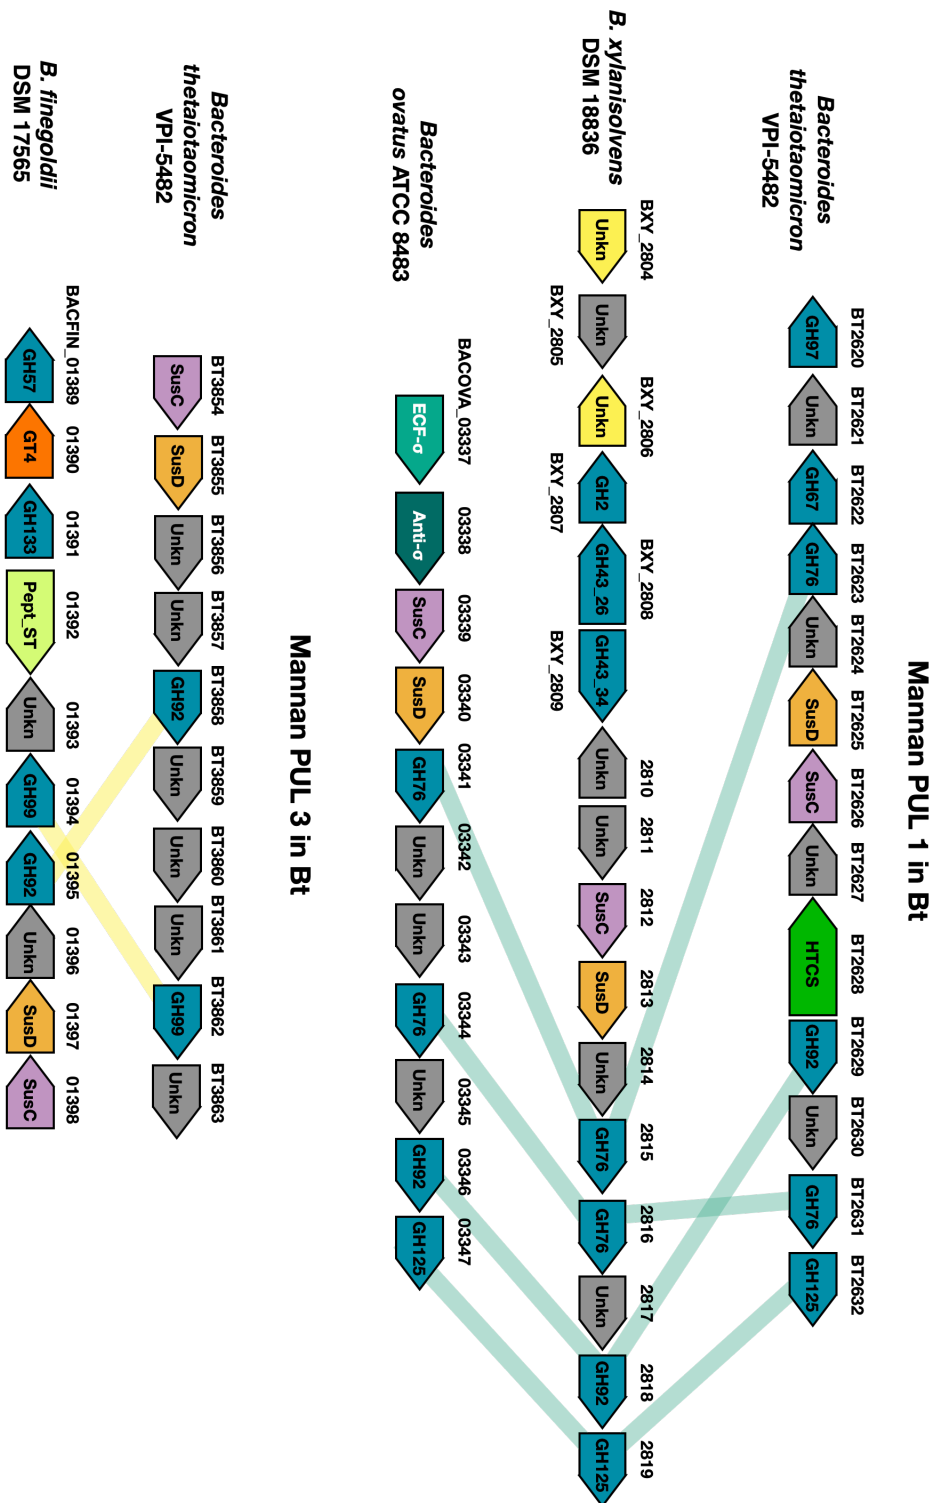 Mannan PUL 1 in Bt
Bacteroides
thetaiotaomicron
VPI-5482
BT2620
BT2621
BT2622
BT2623
BT2624
BT2625
BT2626
BT2627
BT2628
BT2629
BT2630
BT2631
BT2632
GH97
Unkn
GH67
GH76
Unkn
SusD
SusC
Unkn
HTCS
GH92
Unkn
GH76
GH125
B. xylanisolvens
DSM 18836
BXY_2804
BXY_2806
BXY_2808
2810
2811
2812
2813
2814
2815
2816
2817
2818
2819
Unkn
Unkn
Unkn
GH2
GH43_26
GH43_34
Unkn
Unkn
SusC
SusD
Unkn
GH76
GH76
Unkn
GH92
GH125
BXY_2805
BXY_2807
BXY_2809
Bacteroides
ovatus ATCC 8483
BACOVA_03337
03338
03339
03340
03341
03342
03343
03344
03345
03346
03347
ECF-σ
Anti-σ
SusC
SusD
GH76
Unkn
Unkn
GH76
Unkn
GH92
GH125
Mannan PUL 3 in Bt
Bacteroides
thetaiotaomicron
VPI-5482
BT3854
BT3855
BT3856
BT3857
BT3858
BT3859
BT3860
BT3861
BT3862
BT3863
SusC
SusD
Unkn
Unkn
GH92
Unkn
Unkn
Unkn
GH99
Unkn
B. finegoldii
DSM 17565
BACFIN_01389
01390
01391
01392
01393
01394
01395
01396
01397
01398
GH57
GT4
GH133
Pept_ST
Unkn
GH99
GH92
Unkn
SusD
SusC